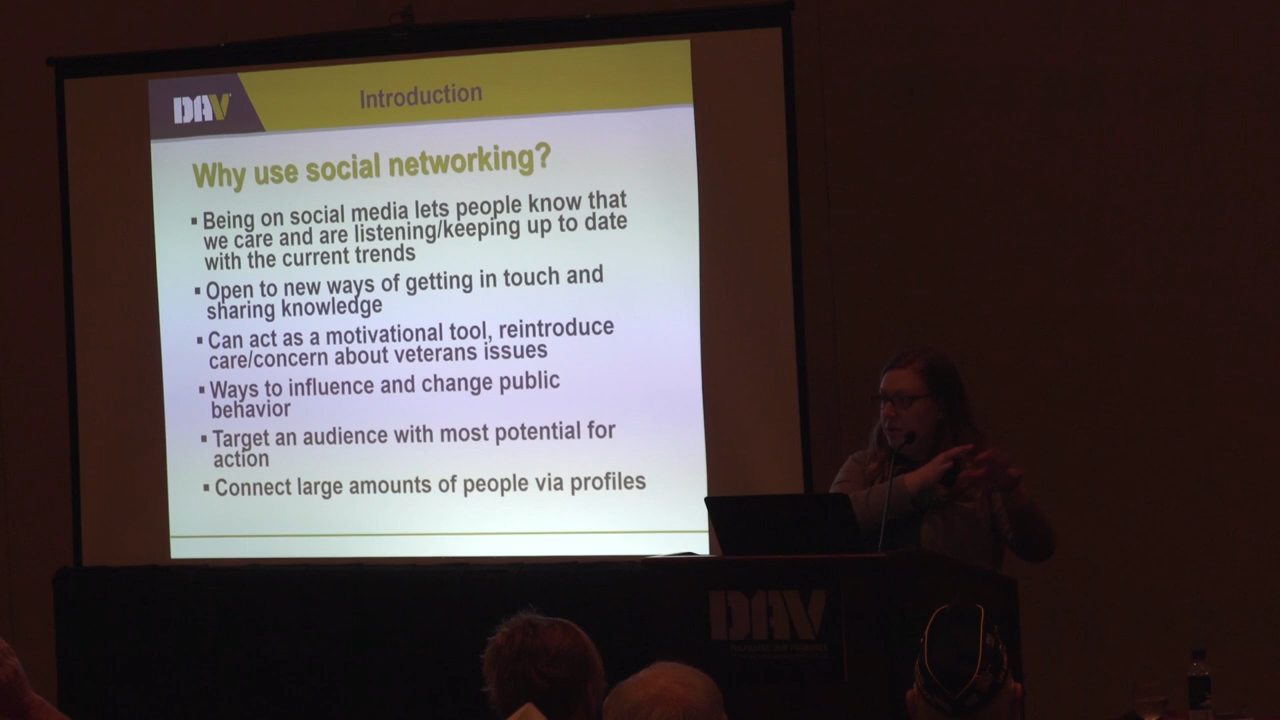 DAV
Introduction
Why use social networking?
▪ Being on social media lets people know that
we care and are listening/keeping up to date
with the current trends
▪ Open to new ways of getting in touch and
sharing knowledge
▪ Can act as a motivational tool, reintroduce
care/concern about veterans issues
▪ Ways to influence and change public
behavior
▪ Target an audience with most potential for
action
▪ Connect large amounts of people via profiles
DAV